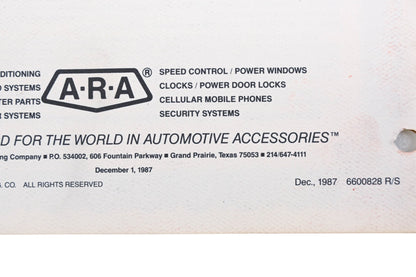 DITIONING
SYSTEMS
TER PARTS
R SYSTEMS
A·R·A®
SPEED CONTROL / POWER WINDOWS
CLOCKS / POWER DOOR LOCKS
CELLULAR MOBILE PHONES
SECURITY SYSTEMS
D FOR THE WORLD IN AUTOMOTIVE ACCESSORIES™
ing Company ■ P.O. 534002, 606 Fountain Parkway ■ Grand Prairie, Texas 75053 ■ 214/647-4111
December 1, 1987
G. CO. ALL RIGHTS RESERVED
Dec., 1987 6600828 R/S